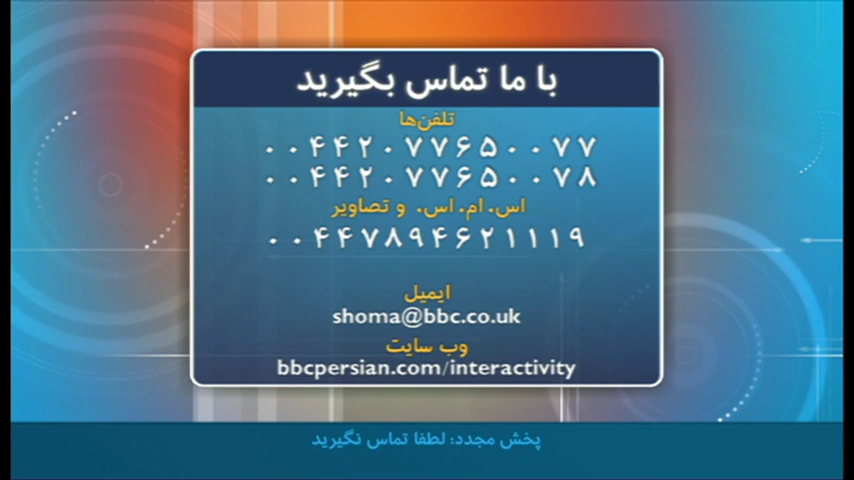 با ما تماس بگیرید
تلفن‌ها
۰۰۴۴۲۰۷۷۶۵۰۰۷۷
۰۰۴۴۲۰۷۷۶۵۰۰۷۸
اس. ام. اس. و تصاویر
۰۰۴۴۷۸۹۴۶۲۱۱۱۹
ایمیل
shoma@bbc.co.uk
وب سایت
bbcpersian.com/interactivity
پخش مجدد: لطفا تماس نگیرید